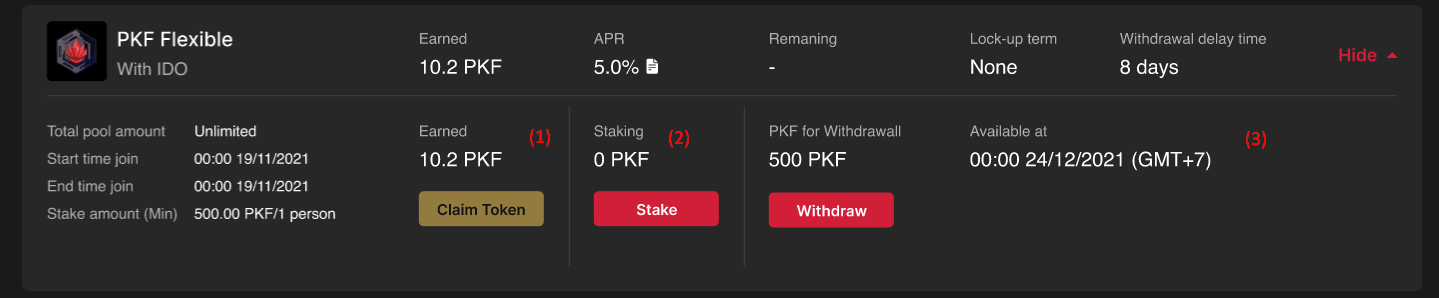 PKF Flexible
With IDO
Earned
10.2 PKF
APR
5.0%
Remaning
-
Lock-up term
None
Withdrawal delay time
8 days
Hide
Total pool amount Unlimited
Start time join 00:00 19/11/2021
End time join 00:00 19/11/2021
Stake amount (Min) 500.00 PKF/1 person
Earned
(1)
10.2 PKF
Claim Token
Staking
(2)
0 PKF
Stake
PKF for Withdrawall
500 PKF
Withdraw
Available at
(3)
00:00 24/12/2021 (GMT+7)